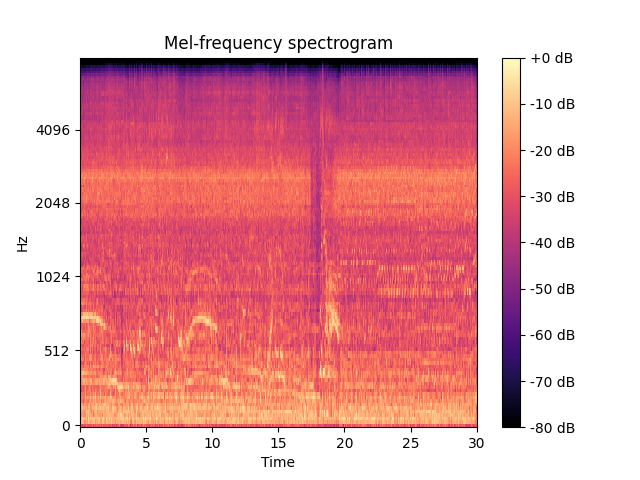 Mel-frequency spectrogram
+0 dB
-10 dB
-20 dB
-30 dB
-40 dB
-50 dB
-60 dB
-70 dB
-80 dB
Hz
4096
2048
1024
512
0
0 5 10 15 20 25 30
Time